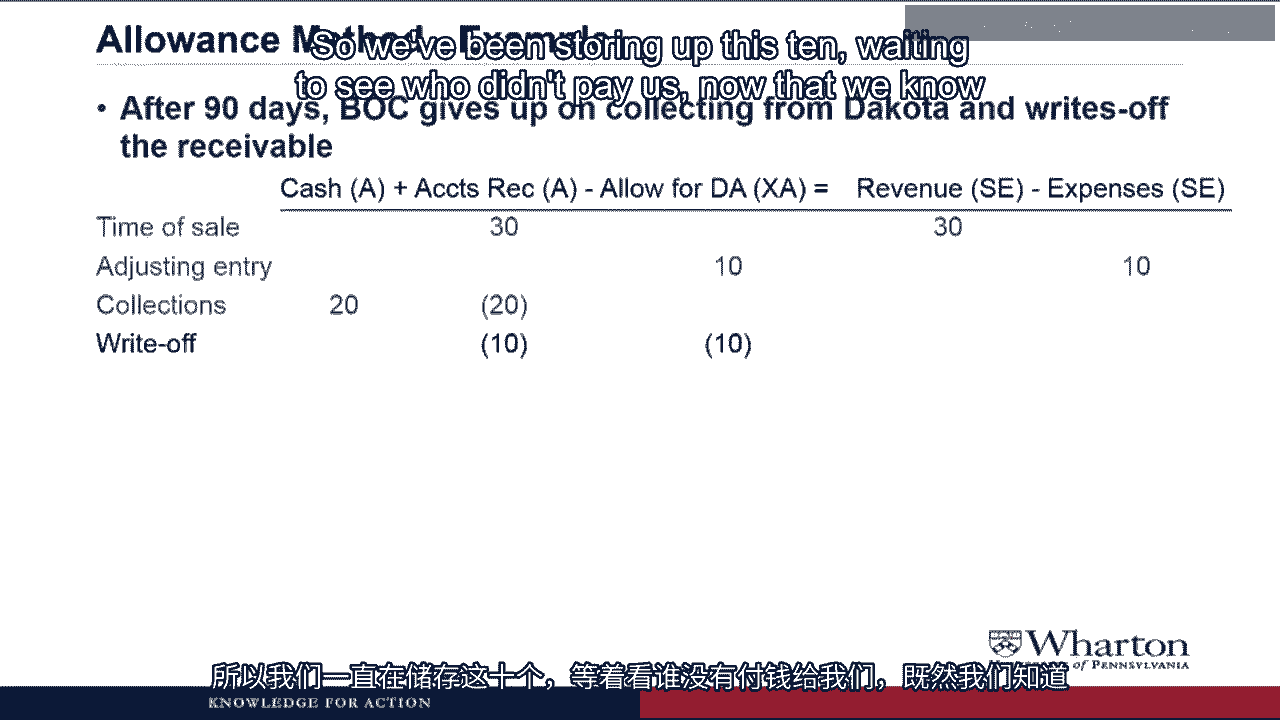 Allowance Method
So we've been storing up this ten, waiting
to see who didn't pay us, now that we know
• After 90 days, BOC gives up on collecting from Dakota and writes-off
the receivable
Cash (A) + Accts Rec (A) - Allow for DA (XA) = Revenue (SE) - Expenses (SE)
Time of sale 30 30
Adjusting entry 10 10
Collections 20 (20)
Write-off (10) (10)
Wharton
of PENNSYLVANIA
所以我们一直在储存这十个，等着看谁没有付钱给我们，既然我们知道
KNOWLEDGE FOR ACTION